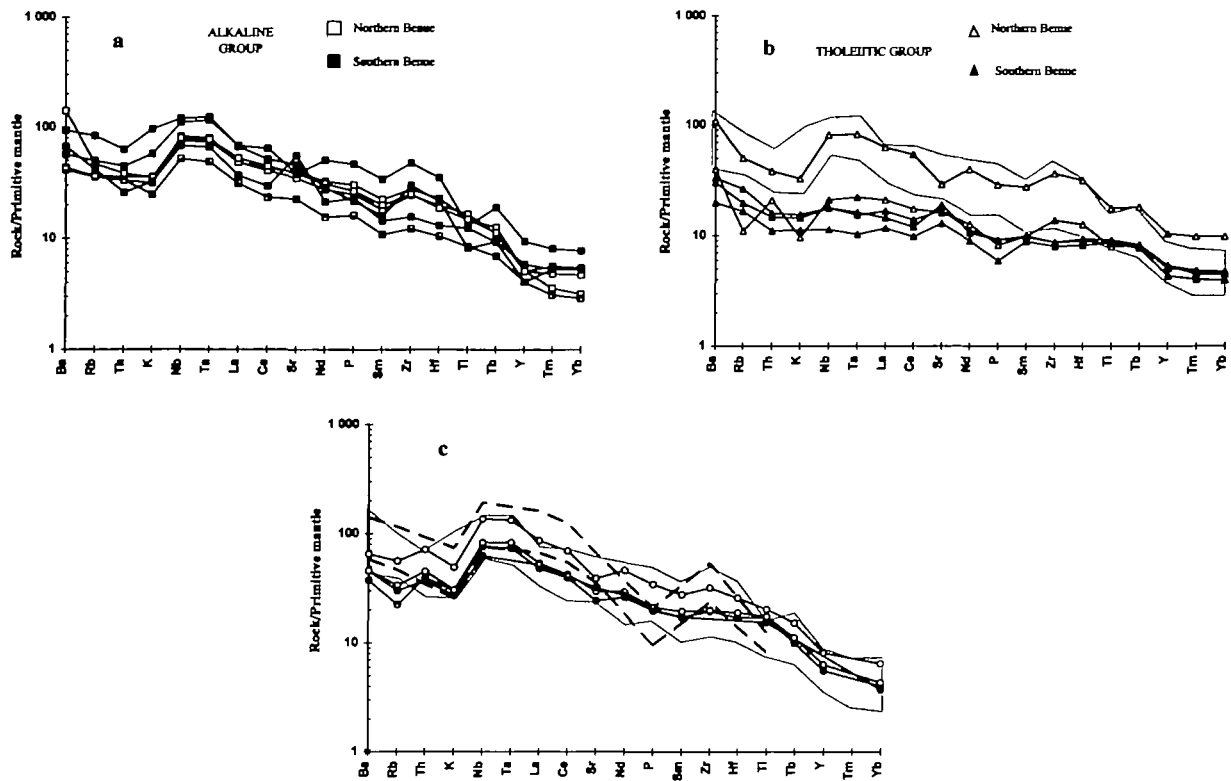 a
ALKALINE
GROUP
Northern Benue
Southern Benue
Rock/Primitive mantle
1 000
100
10
1
Ba Rb Th K Nb Ta La Ce Sr Nd P Sm Zr Hf Ti Tb Y Tm Yb
b
THOLEIITIC GROUP
Northern Benue
Southern Benue
Rock/Primitive mantle
1 000
100
10
1
Ba Rb Th K Nb Ta La Ce Sr Nd P Sm Zr Hf Ti Tb Y Tm Yb
c
Rock/Primitive mantle
1 000
100
10
1
Ba Rb Th K Nb Ta La Ce Sr Nd P Sm Zr Hf Ti Tb Y Tm Yb